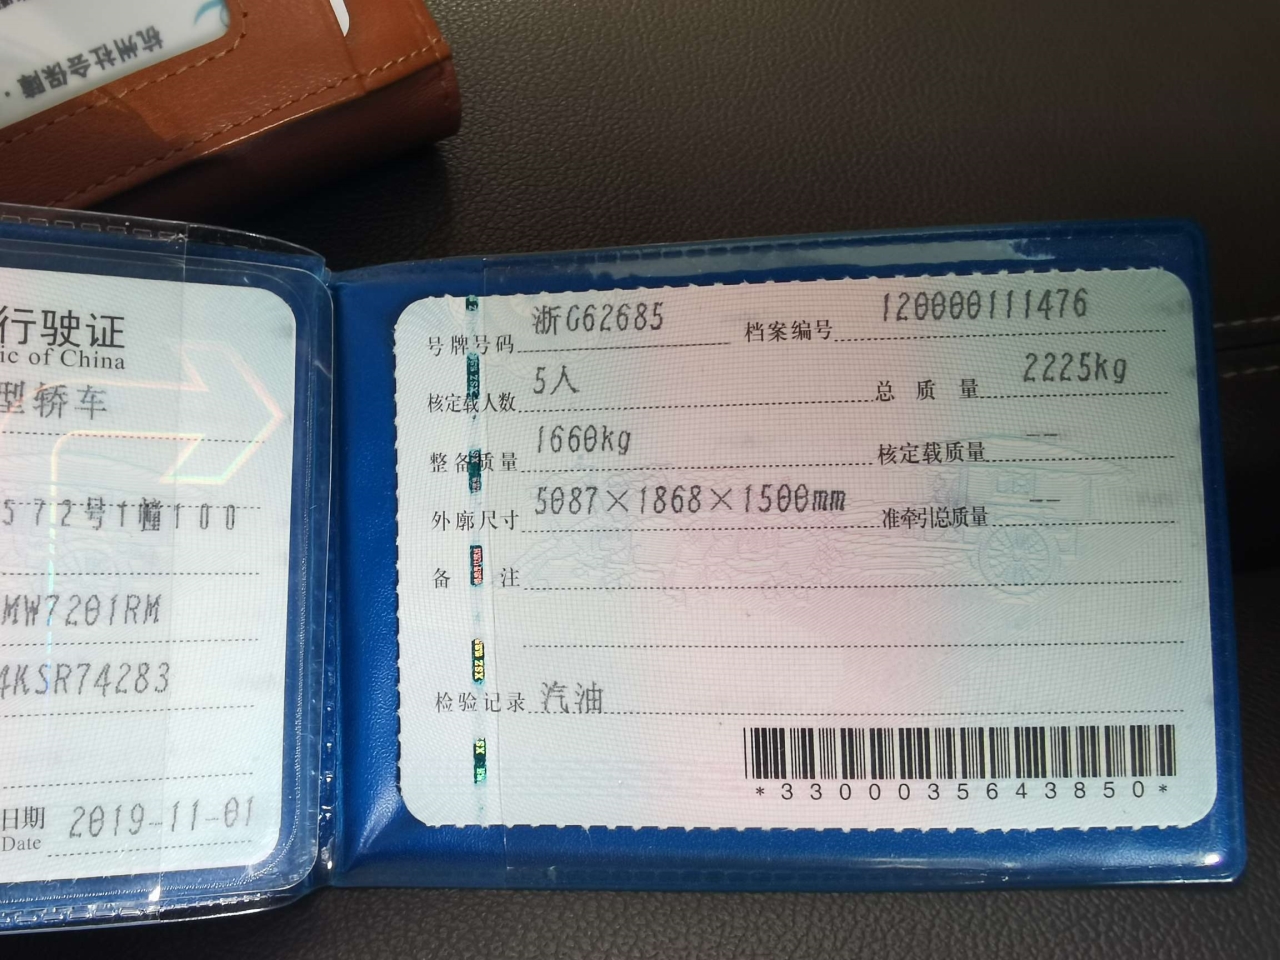 杭州社会保障·
行驶证
ic of China
型轿车
572号1幢100
MW7201RM
4KSR74283
日期 2019-11-01
Date
号牌号码 浙G62685 档案编号 120000111476
核定载人数 5人 总质量 2225kg
整备质量 1660kg 核定载质量 --
外廓尺寸 5087×1868×1500mm 准牵引总质量 --
备注
检验记录 汽油
*3300035643850*
XSZ
XSZ